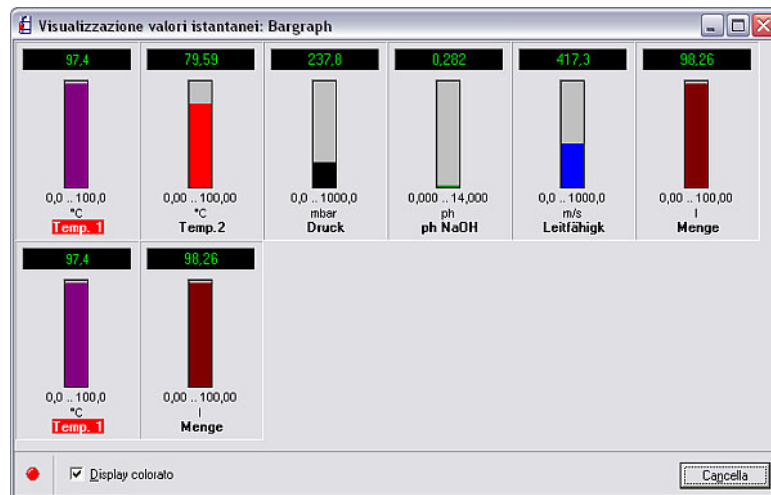 Visualizzazione valori istantanei: Bargraph
97,4 79,59 237,8 0,282 417,3 98,26
0,0 .. 100,0 0,00 .. 100,00 0,0 .. 1000,0 0,000 .. 14,000 0,0 .. 1000,0 0,00 .. 100,00
°C °C mbar ph m/s l
Temp. 1 Temp.2 Druck ph NaOH Leitfähigk Menge
97,4 98,26
0,0 .. 100,0 0,00 .. 100,00
°C l
Temp. 1 Menge
Display colorato Cancella